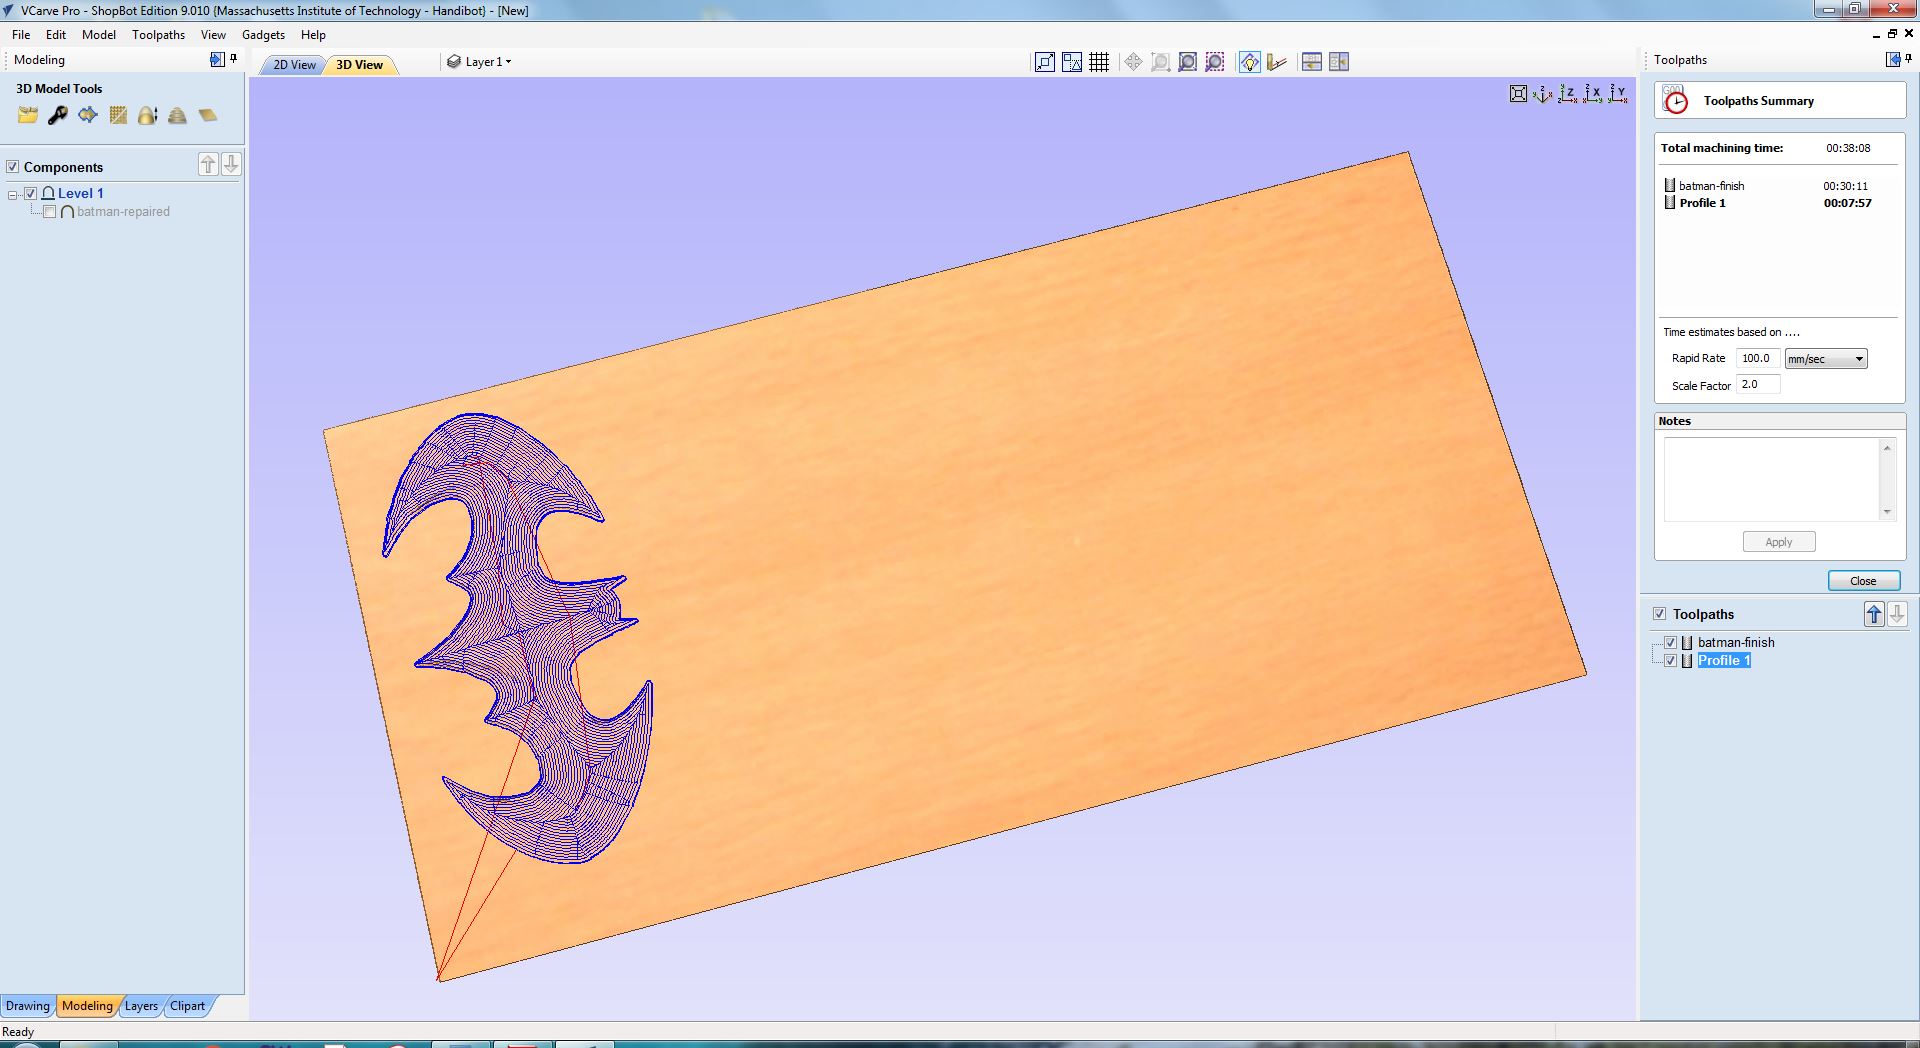 VCarve Pro - ShopBot Edition 9.010 {Massachusetts Institute of Technology - Handibot} - [New]
File Edit Model Toolpaths View Gadgets Help
Modeling
3D Model Tools
Components
Level 1
batman-repaired
2D View 3D View Layer 1
Toolpaths
Toolpaths Summary
Total machining time: 00:38:08
batman-finish 00:30:11
Profile 1 00:07:57
Time estimates based on ....
Rapid Rate 100.0 mm/sec
Scale Factor 2.0
Notes
Apply
Close
Toolpaths
batman-finish
Profile 1
Drawing Modeling Layers Clipart
Ready